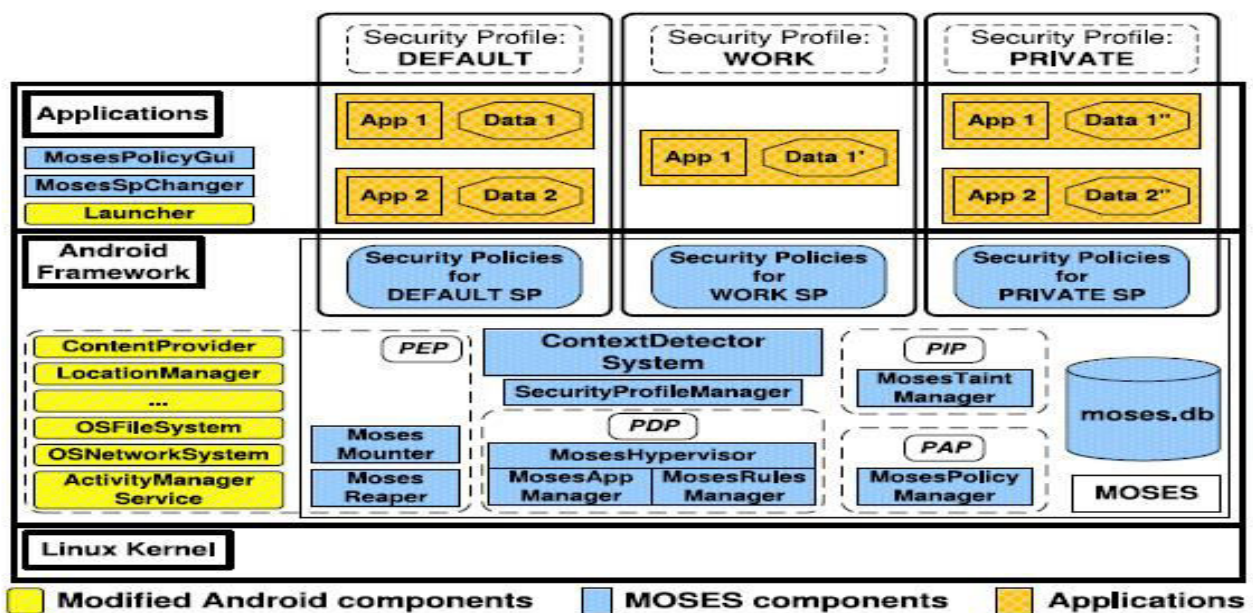 Security Profile:
DEFAULT
Security Profile:
WORK
Security Profile:
PRIVATE
Applications
MosesPolicyGui
MosesSpChanger
Launcher
App 1
Data 1
App 2
Data 2
App 1
Data 1'
App 1
Data 1"
App 2
Data 2"
Android
Framework
Security Policies
for
DEFAULT SP
Security Policies
for
WORK SP
Security Policies
for
PRIVATE SP
ContentProvider
LocationManager
...
OSFileSystem
OSNetworkSystem
ActivityManager
Service
PEP
Moses
Mounter
Moses
Reaper
ContextDetector
System
SecurityProfileManager
PDP
MosesHypervisor
MosesApp
Manager
MosesRules
Manager
PIP
MosesTaint
Manager
PAP
MosesPolicy
Manager
moses.db
MOSES
Linux Kernel
Modified Android components
MOSES components
Applications